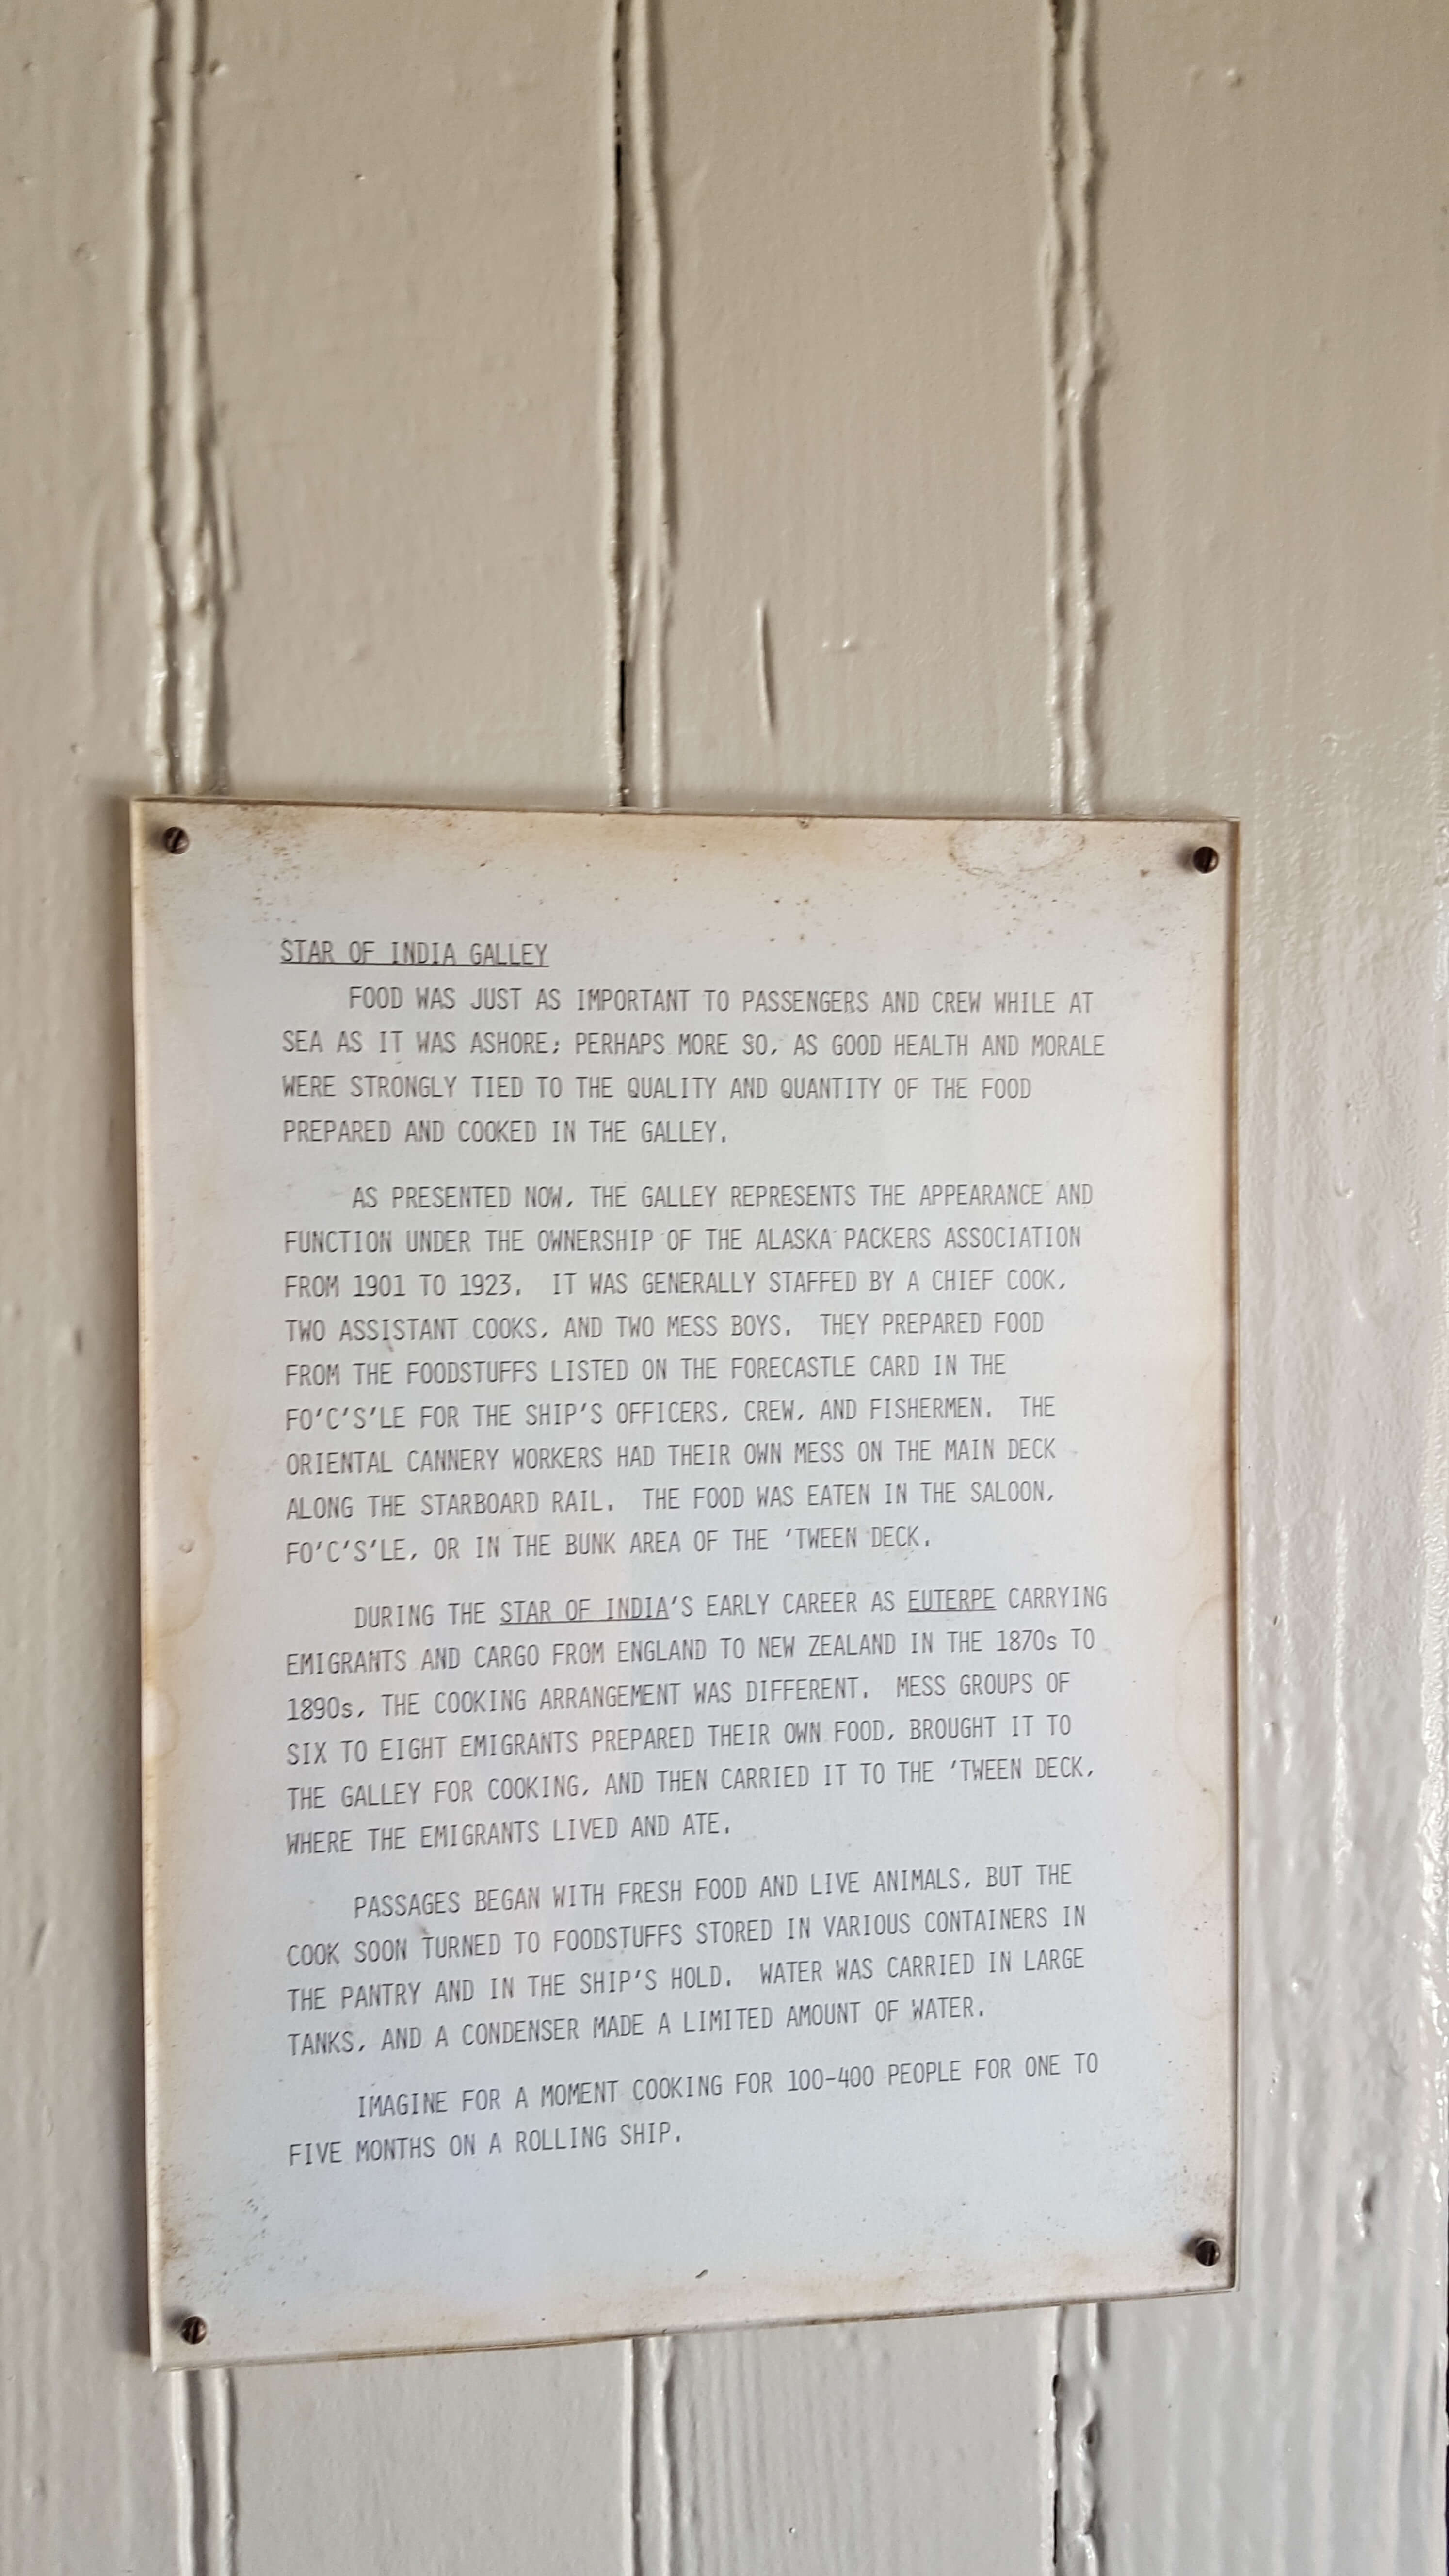 STAR OF INDIA GALLEY
FOOD WAS JUST AS IMPORTANT TO PASSENGERS AND CREW WHILE AT
SEA AS IT WAS ASHORE; PERHAPS MORE SO, AS GOOD HEALTH AND MORALE
WERE STRONGLY TIED TO THE QUALITY AND QUANTITY OF THE FOOD
PREPARED AND COOKED IN THE GALLEY.
AS PRESENTED NOW, THE GALLEY REPRESENTS THE APPEARANCE AND
FUNCTION UNDER THE OWNERSHIP OF THE ALASKA PACKERS ASSOCIATION
FROM 1901 TO 1923. IT WAS GENERALLY STAFFED BY A CHIEF COOK,
TWO ASSISTANT COOKS, AND TWO MESS BOYS. THEY PREPARED FOOD
FROM THE FOODSTUFFS LISTED ON THE FORECASTLE CARD IN THE
FO'C'S'LE FOR THE SHIP'S OFFICERS, CREW, AND FISHERMEN. THE
ORIENTAL CANNERY WORKERS HAD THEIR OWN MESS ON THE MAIN DECK
ALONG THE STARBOARD RAIL. THE FOOD WAS EATEN IN THE SALOON,
FO'C'S'LE, OR IN THE BUNK AREA OF THE 'TWEEN DECK.
DURING THE STAR OF INDIA'S EARLY CAREER AS EUTERPE CARRYING
EMIGRANTS AND CARGO FROM ENGLAND TO NEW ZEALAND IN THE 1870s TO
1890s, THE COOKING ARRANGEMENT WAS DIFFERENT. MESS GROUPS OF
SIX TO EIGHT EMIGRANTS PREPARED THEIR OWN FOOD, BROUGHT IT TO
THE GALLEY FOR COOKING, AND THEN CARRIED IT TO THE 'TWEEN DECK,
WHERE THE EMIGRANTS LIVED AND ATE.
PASSAGES BEGAN WITH FRESH FOOD AND LIVE ANIMALS, BUT THE
COOK SOON TURNED TO FOODSTUFFS STORED IN VARIOUS CONTAINERS IN
THE PANTRY AND IN THE SHIP'S HOLD. WATER WAS CARRIED IN LARGE
TANKS, AND A CONDENSER MADE A LIMITED AMOUNT OF WATER.
IMAGINE FOR A MOMENT COOKING FOR 100-400 PEOPLE FOR ONE TO
FIVE MONTHS ON A ROLLING SHIP.